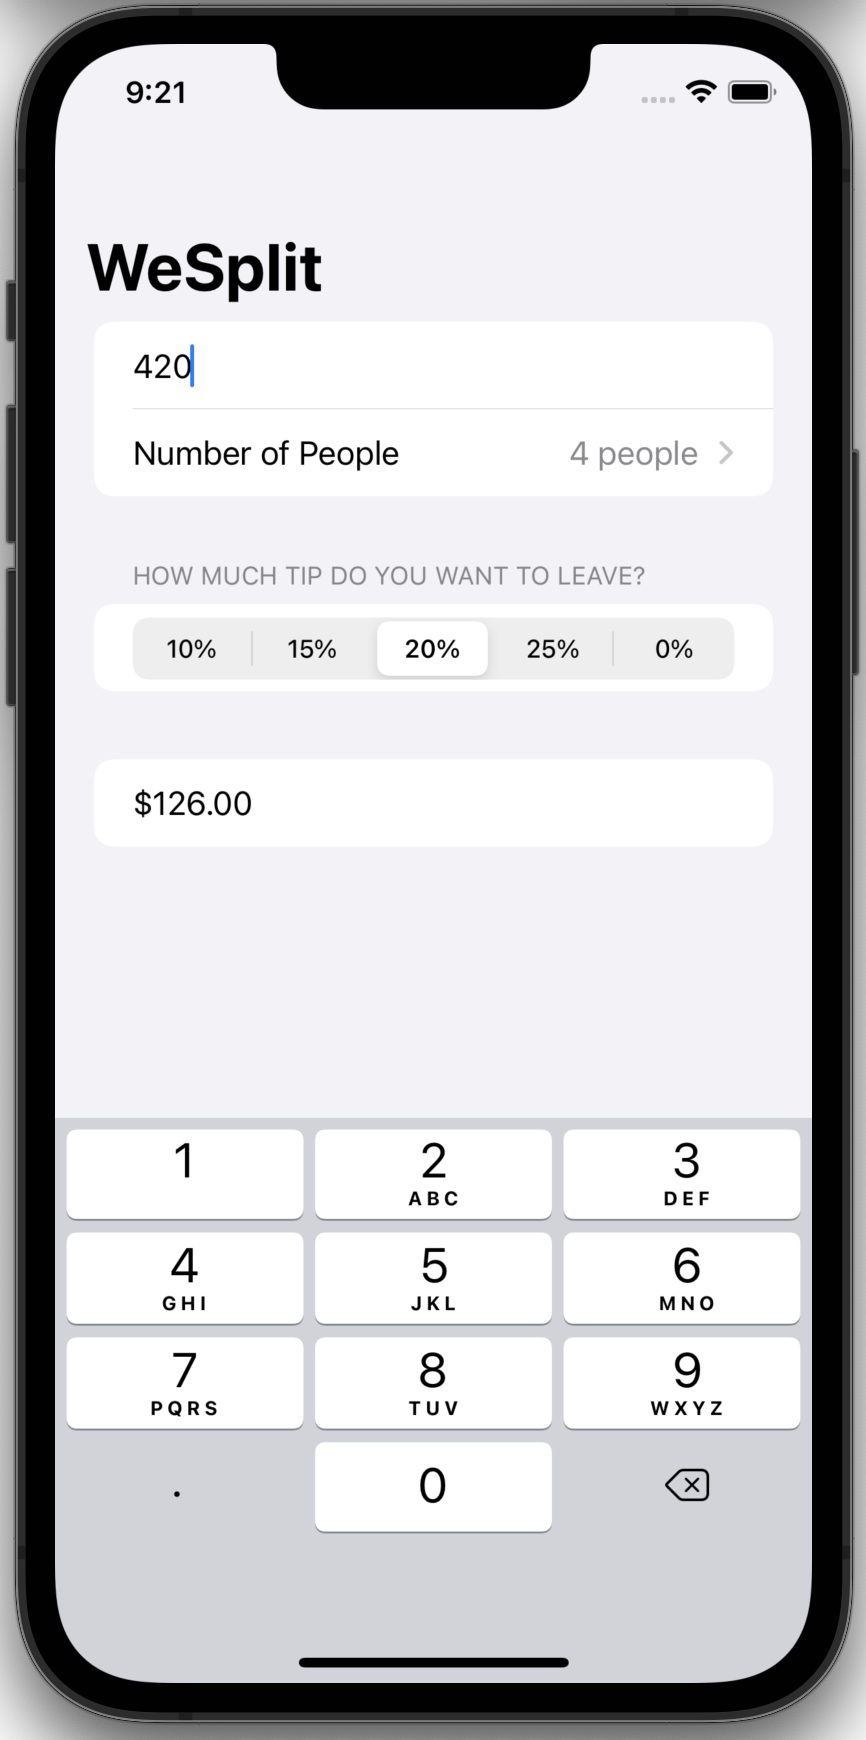 9:21
WeSplit
420
Number of People 4 people
HOW MUCH TIP DO YOU WANT TO LEAVE?
10% 15% 20% 25% 0%
$126.00
1 2 3
ABC DEF
4 5 6
GHI JKL MNO
7 8 9
PQRS TUV WXYZ
. 0